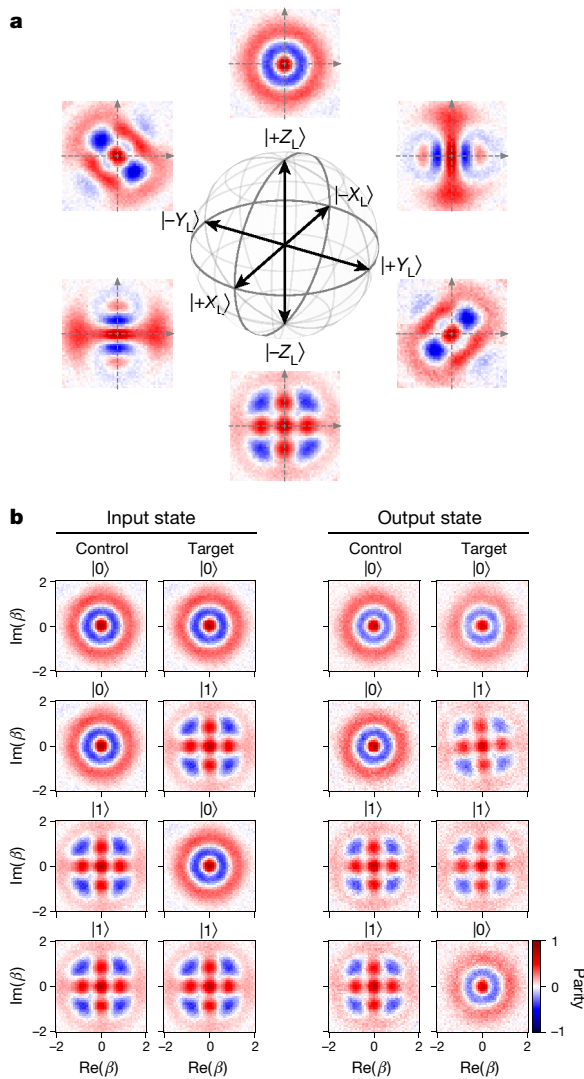 a
|+Z_L⟩
|−Y_L⟩ |−X_L⟩
|+X_L⟩ |+Y_L⟩
|−Z_L⟩
b
Input state Output state
Control Target Control Target
|0⟩ |0⟩ |0⟩ |0⟩
2
Im(β) 0
−2
|0⟩ |1⟩ |0⟩ |1⟩
2
Im(β) 0
−2
|1⟩ |0⟩ |1⟩ |1⟩
2
Im(β) 0
−2
|1⟩ |1⟩ |1⟩ |0⟩
2 1
Im(β) 0 0 Parity
−2 −1
−2 0 2 −2 0 2 −2 0 2 −2 0 2
Re(β) Re(β) Re(β) Re(β)